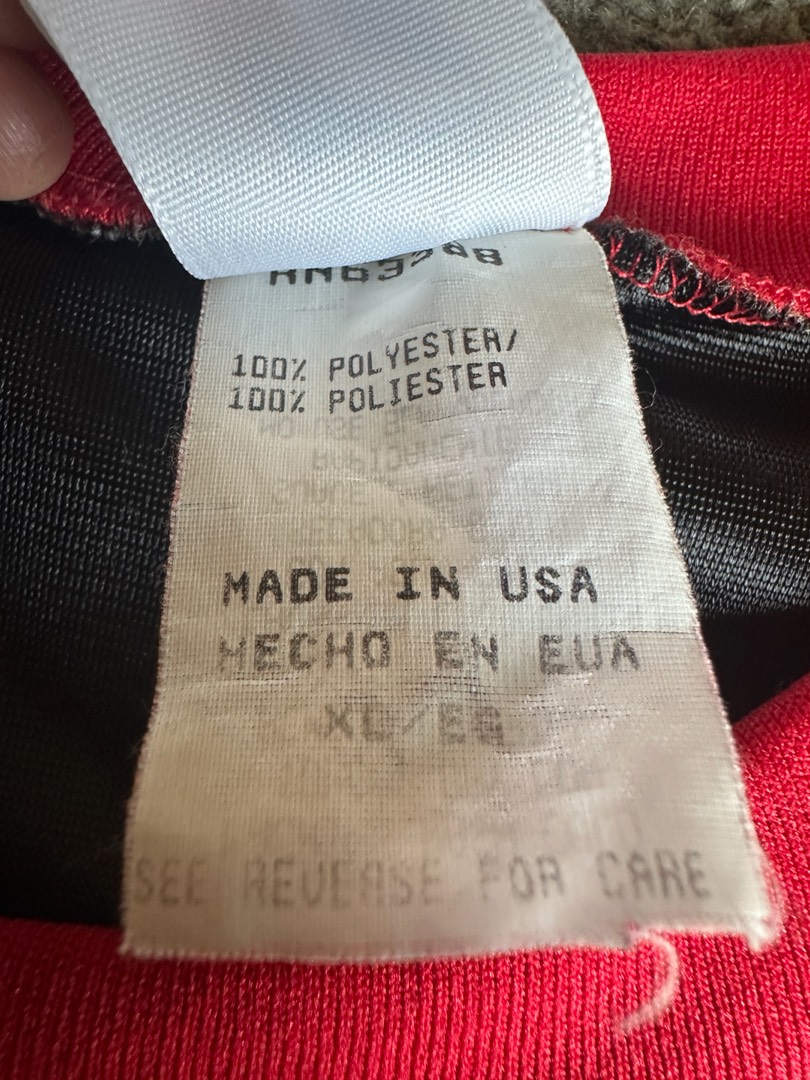 100% POLYESTER/
100% POLIESTER
MADE IN USA
HECHO EN EUA
XL/EG
SEE REVERSE FOR CARE